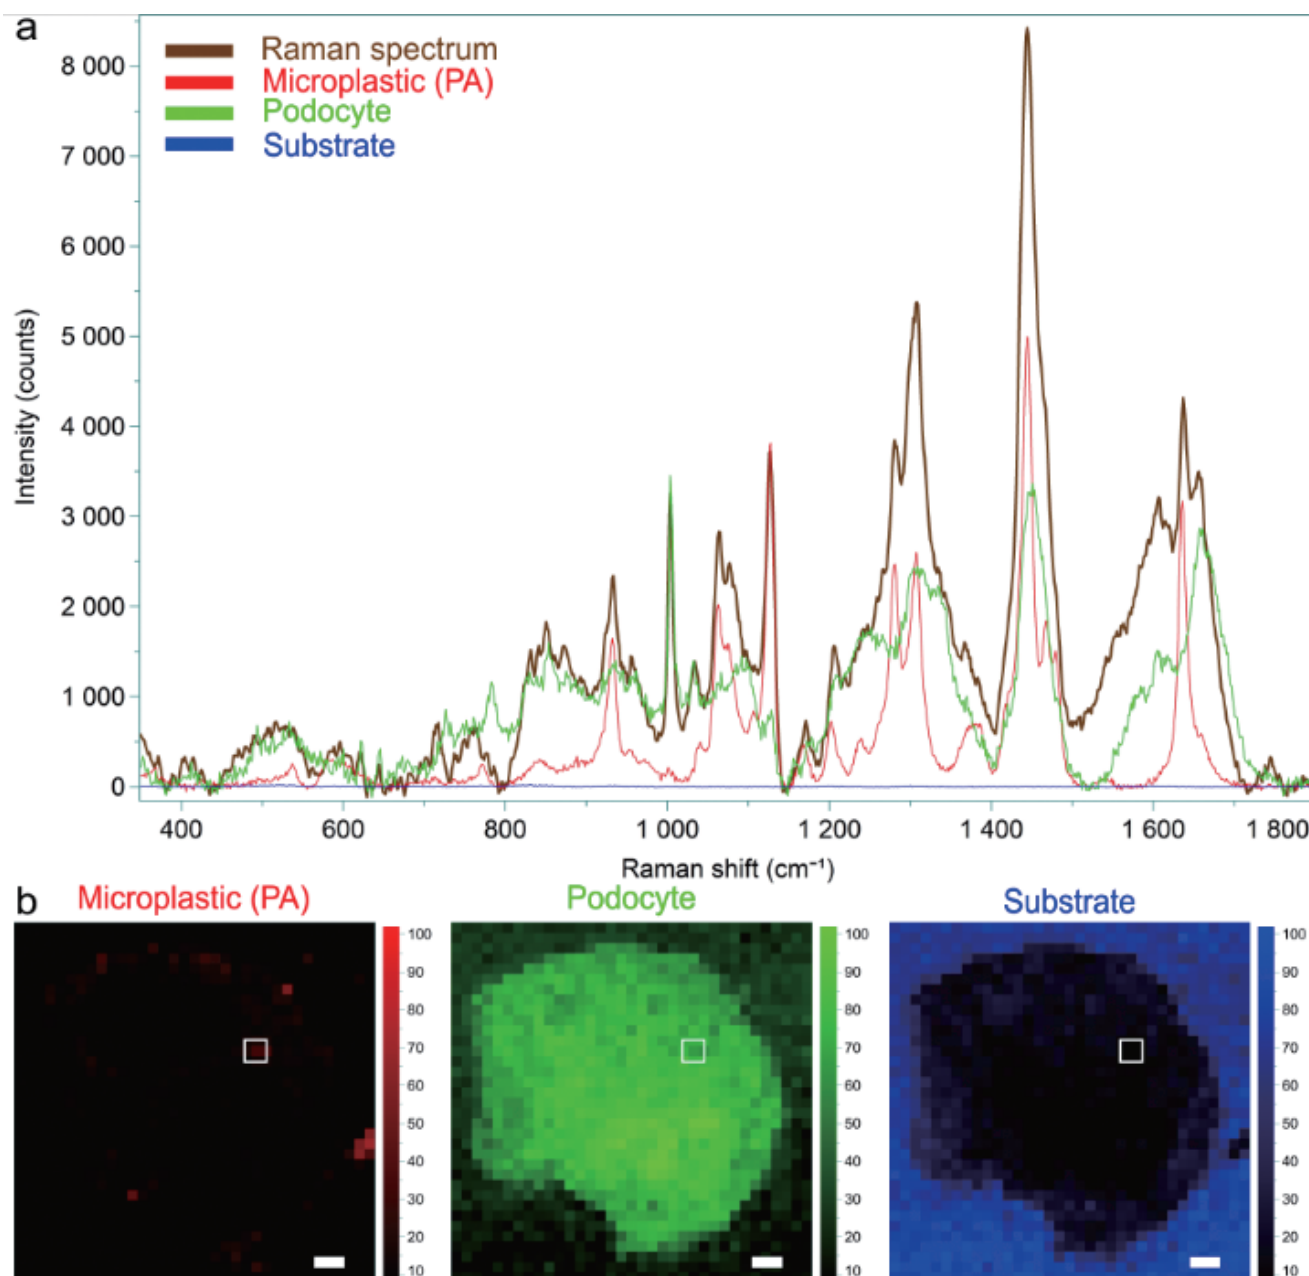 a
Raman spectrum
Microplastic (PA)
Podocyte
Substrate
8 000
7 000
6 000
5 000
4 000
3 000
2 000
1 000
0
Intensity (counts)
400 600 800 1 000 1 200 1 400 1 600 1 800
Raman shift (cm⁻¹)
b
Microplastic (PA) Podocyte Substrate
100 100 100
90 90 90
80 80 80
70 70 70
60 60 60
50 50 50
40 40 40
30 30 30
20 20 20
10 10 10